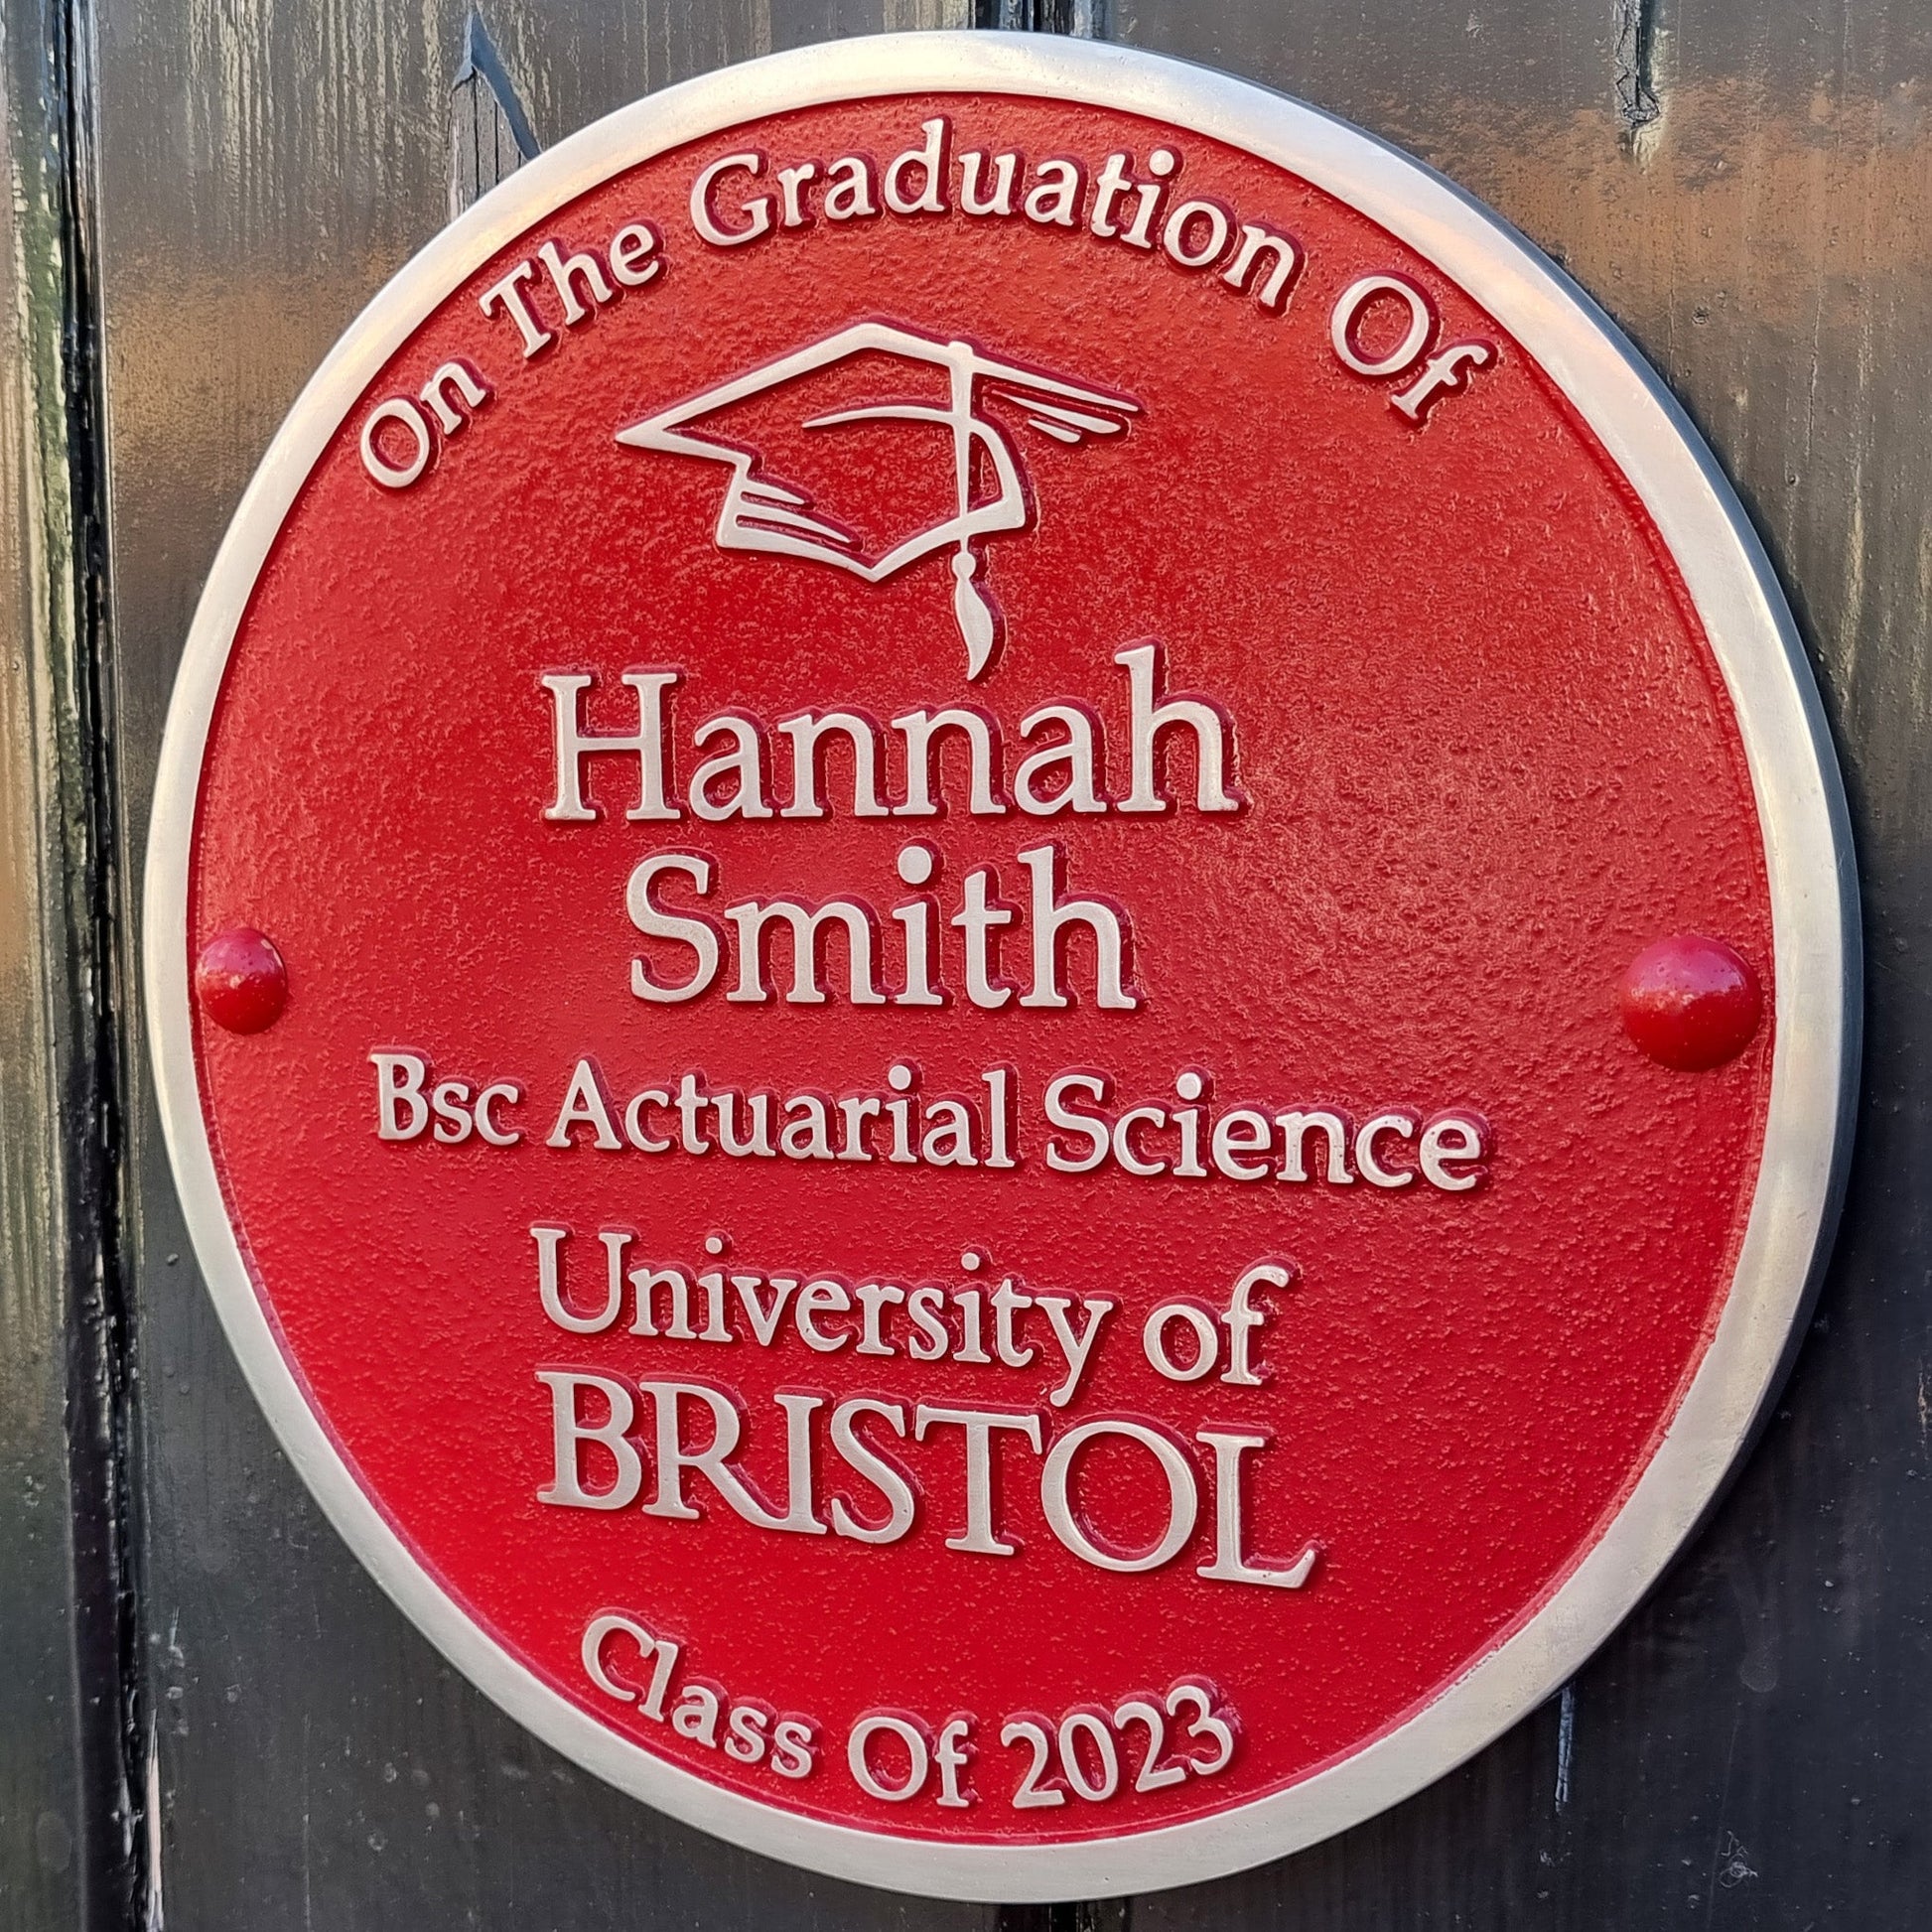 On The Graduation Of
Hannah
Smith
Bsc Actuarial Science
University of
BRISTOL
Class Of 2023